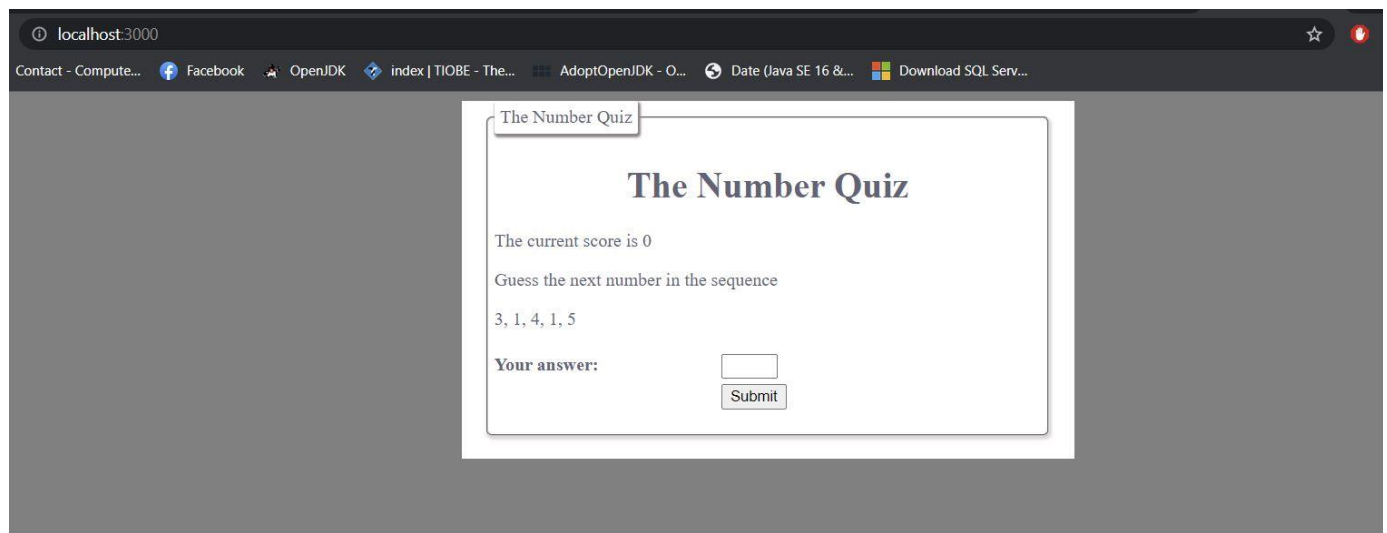 localhost:3000
Contact - Compute... Facebook OpenJDK index | TIOBE - The... AdoptOpenJDK - O... Date (Java SE 16 &... Download SQL Serv...
The Number Quiz
The Number Quiz
The current score is 0
Guess the next number in the sequence
3, 1, 4, 1, 5
Your answer:
Submit